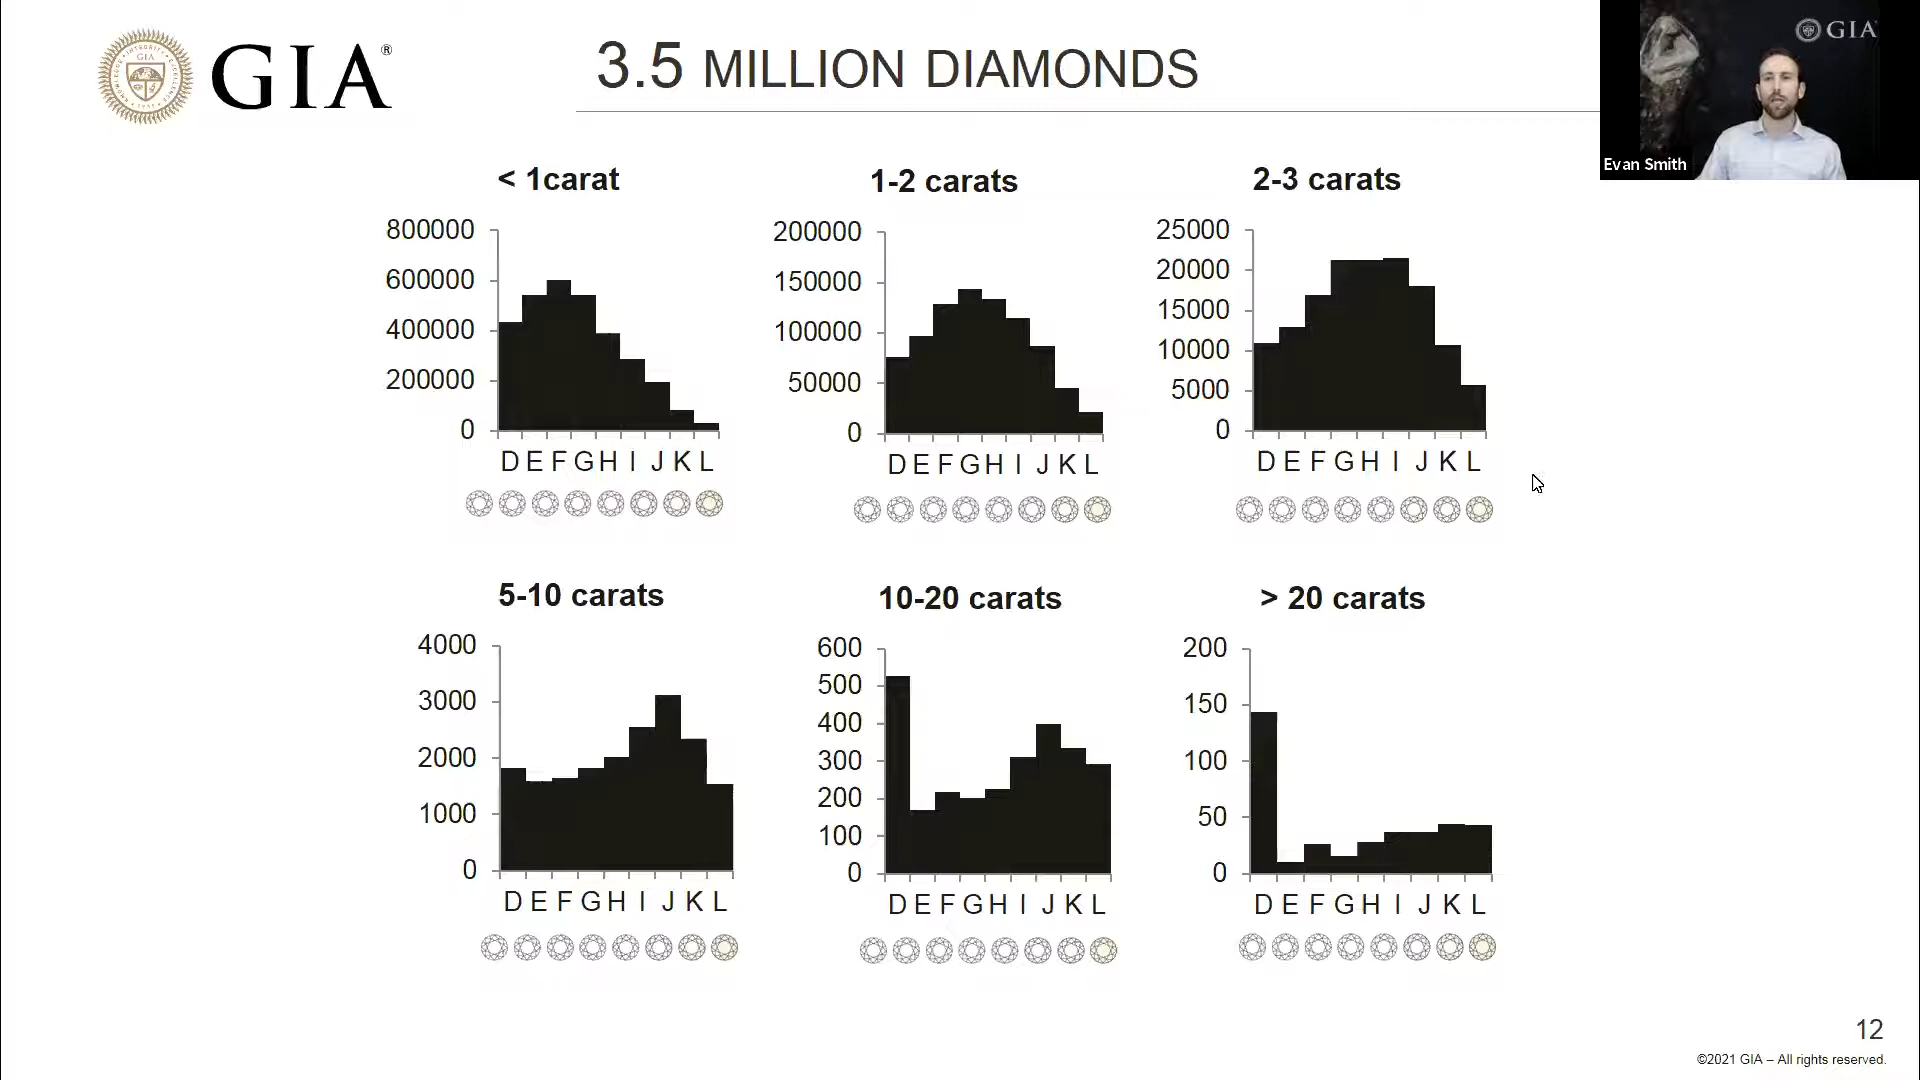 GIA®
3.5 MILLION DIAMONDS
GIA
Evan Smith
< 1carat
800000
600000
400000
200000
0
D E F G H I J K L
1-2 carats
200000
150000
100000
50000
0
D E F G H I J K L
2-3 carats
25000
20000
15000
10000
5000
0
D E F G H I J K L
5-10 carats
4000
3000
2000
1000
0
D E F G H I J K L
10-20 carats
600
500
400
300
200
100
0
D E F G H I J K L
> 20 carats
200
150
100
50
0
D E F G H I J K L
12
©2021 GIA – All rights reserved.